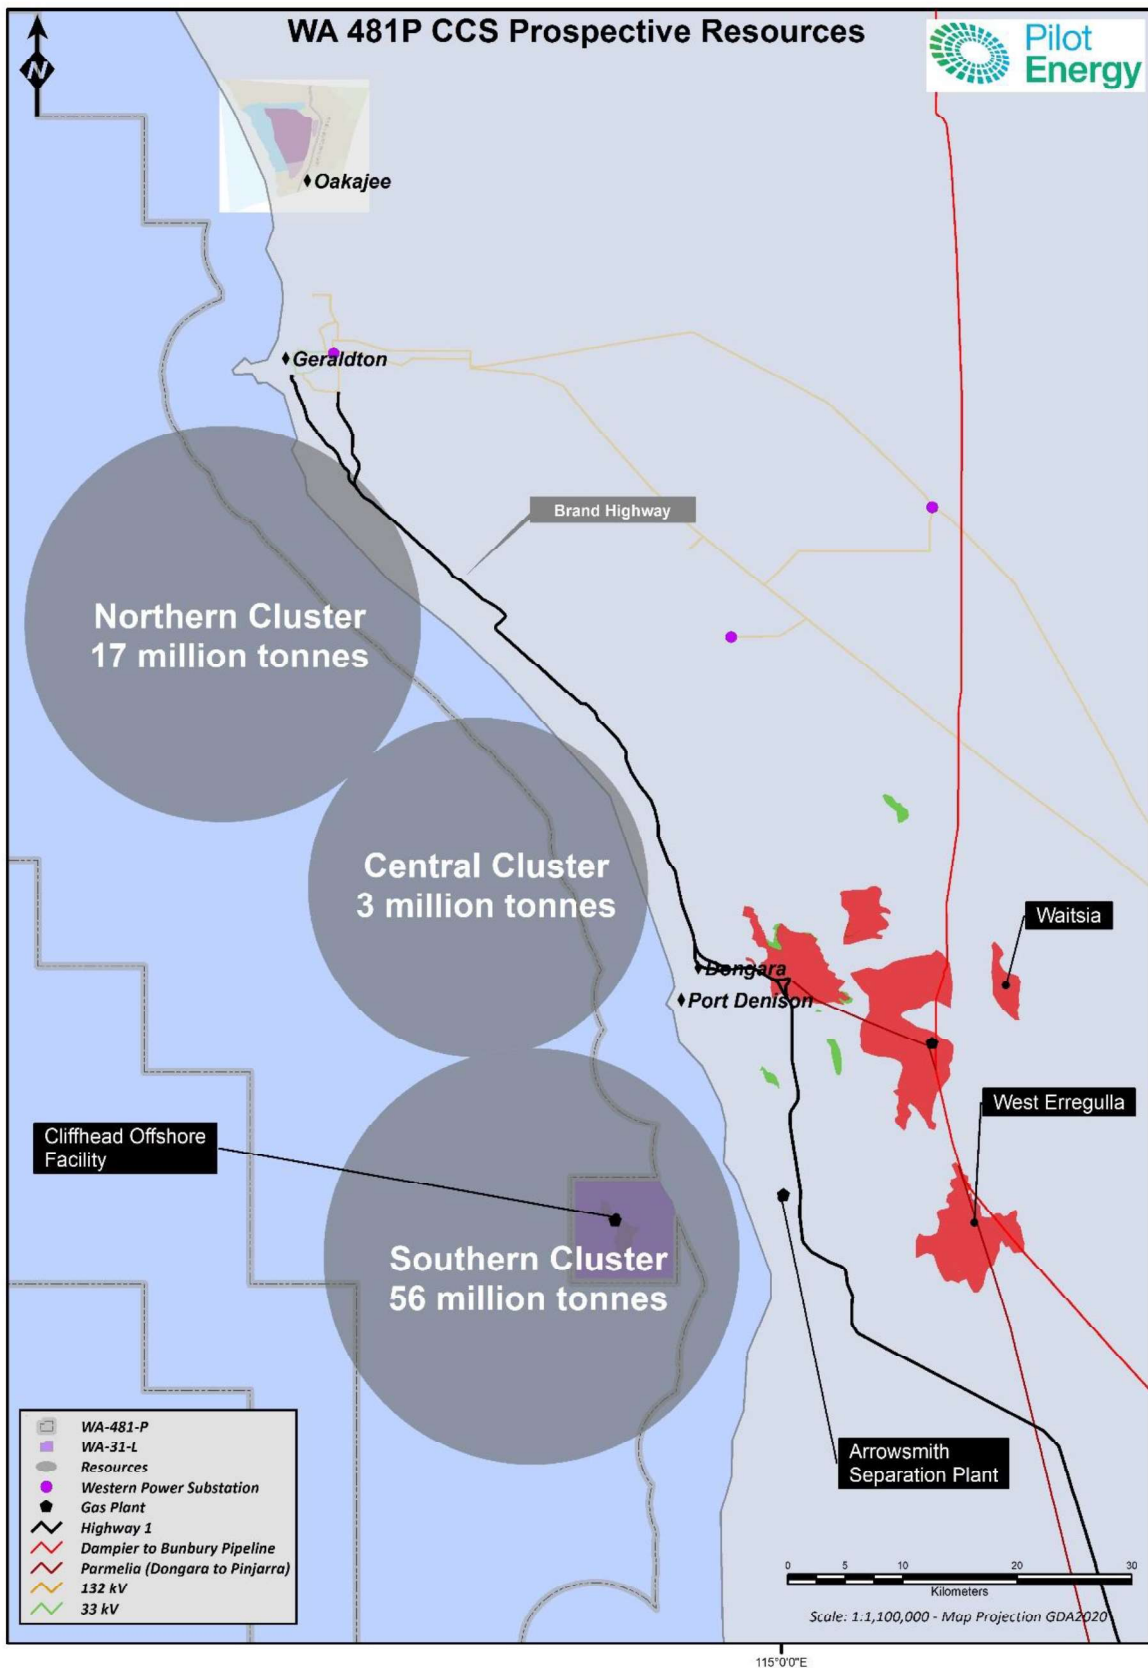 WA 481P CCS Prospective Resources
Pilot
Energy
N
Oakajee
Geraldton
Brand Highway
Northern Cluster
17 million tonnes
Central Cluster
3 million tonnes
Waitsia
Dongara
Port Denison
West Erregulla
Cliffhead Offshore
Facility
Southern Cluster
56 million tonnes
Arrowsmith
Separation Plant
WA-481-P
WA-31-L
Resources
Western Power Substation
Gas Plant
Highway 1
Dampier to Bunbury Pipeline
Parmelia (Dongara to Pinjarra)
132 kV
33 kV
0 5 10 20 30
Kilometers
Scale: 1:1,100,000 - Map Projection GDA2020
115°0'0"E